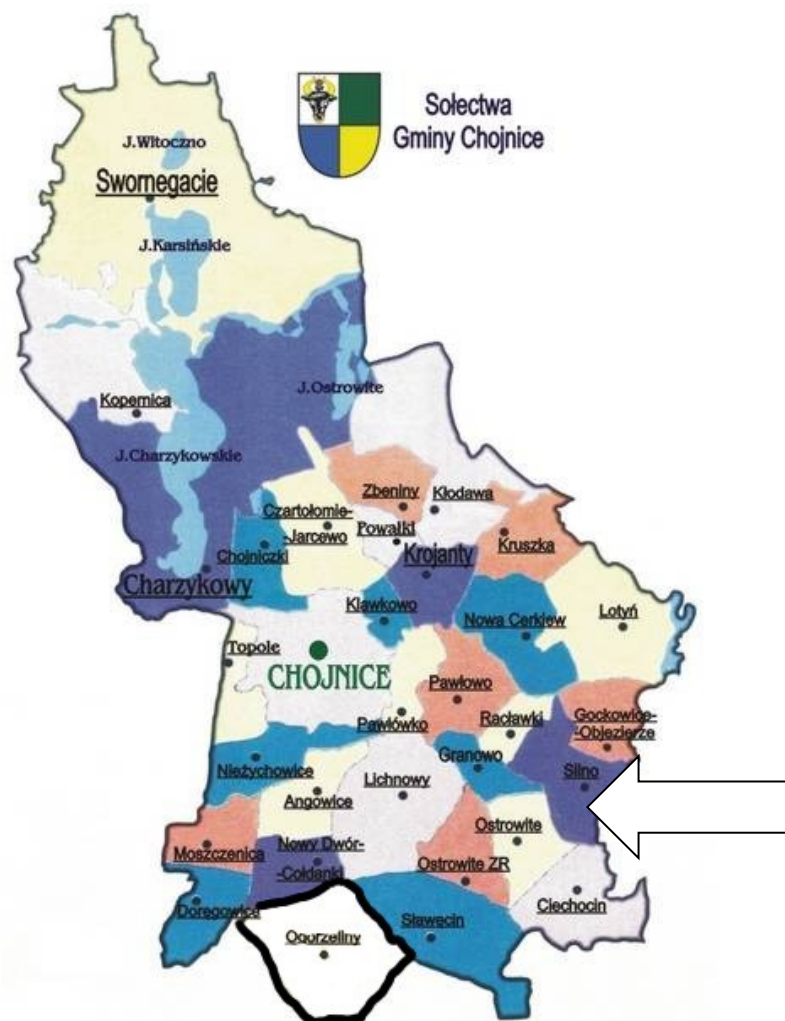 Sołectwa
Gminy Chojnice
J.Witoczno
Swornegacie
J.Karsińskie
J.Ostrowite
Kopernica
J.Charzykowskie
Zbeniny
Kłodawa
Czartołomie-
-Jarcewo
Powałki
Kruszka
Chojniczki
Krojanty
Charzykowy
Klawkowo
Nowa Cerkiew
Lotyń
Topole
CHOJNICE
Pawłowo
Pawłówko
Racławki
Gockowice-
-Objezierze
Granowo
Nieżychowice
Lichnowy
Silno
Angowice
Ostrowite
Moszczenica
Nowy Dwór-
-Cołdanki
Ostrowite ZR
Ciechocin
Doręgowice
Sławęcin
Ogorzeliny